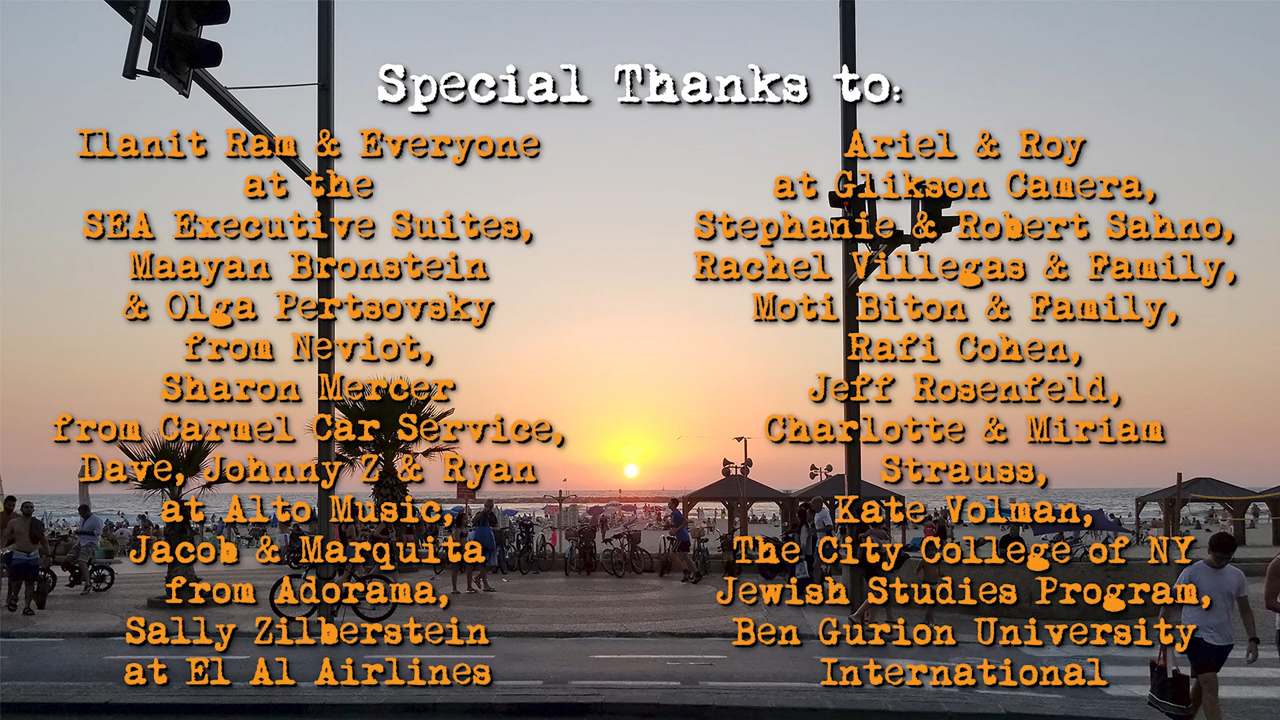 Special Thanks to:
Ilanit Ram & Everyone
at the
SEA Executive Suites,
Maayan Bronstein
& Olga Pertsovsky
from Neviot,
Sharon Mercer
from Carmel Car Service,
Dave, Johnny Z & Ryan
at Alto Music,
Jacob & Marquita
from Adorama,
Sally Zilberstein
at El Al Airlines
Ariel & Roy
at Glikson Camera,
Stephanie & Robert Sahno,
Rachel Villegas & Family,
Moti Biton & Family,
Rafi Cohen,
Jeff Rosenfeld,
Charlotte & Miriam
Strauss,
Kate Volman,
The City College of NY
Jewish Studies Program,
Ben Gurion University
International